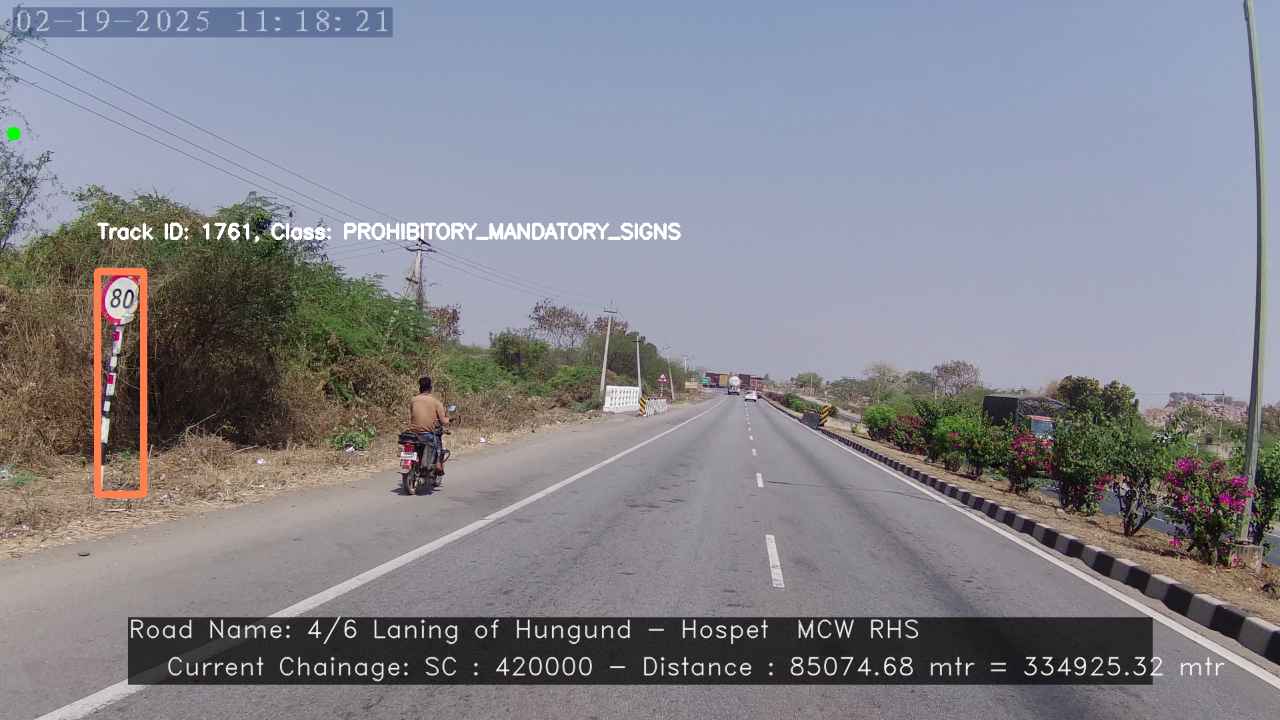 02-19-2025 11:18:21
Track ID: 1761, Class: PROHIBITORY_MANDATORY_SIGNS
80
Road Name: 4/6 Laning of Hungund - Hospet MCW RHS
Current Chainage: SC : 420000 - Distance : 85074.68 mtr = 334925.32 mtr